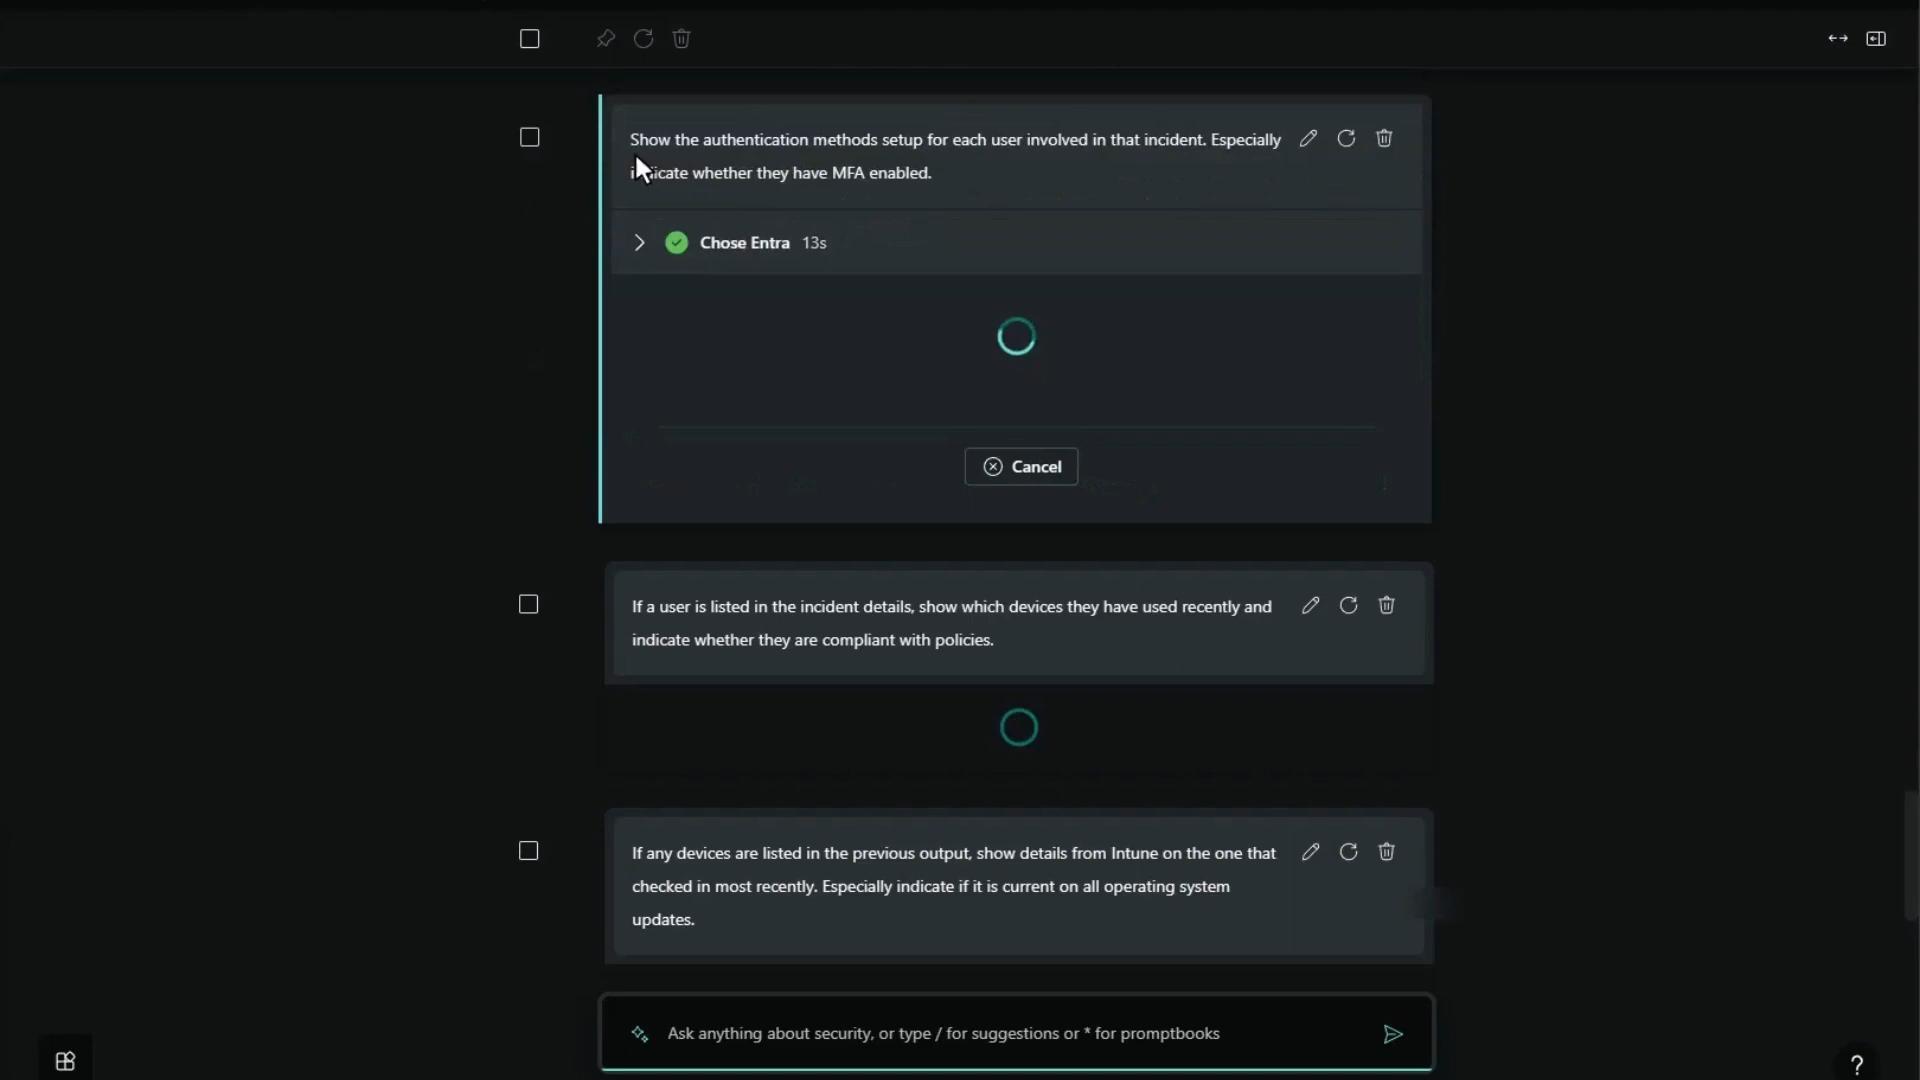 Show the authentication methods setup for each user involved in that incident. Especially
indicate whether they have MFA enabled.
Chose Entra 13s
Cancel
If a user is listed in the incident details, show which devices they have used recently and
indicate whether they are compliant with policies.
If any devices are listed in the previous output, show details from Intune on the one that
checked in most recently. Especially indicate if it is current on all operating system
updates.
Ask anything about security, or type / for suggestions or * for promptbooks
?